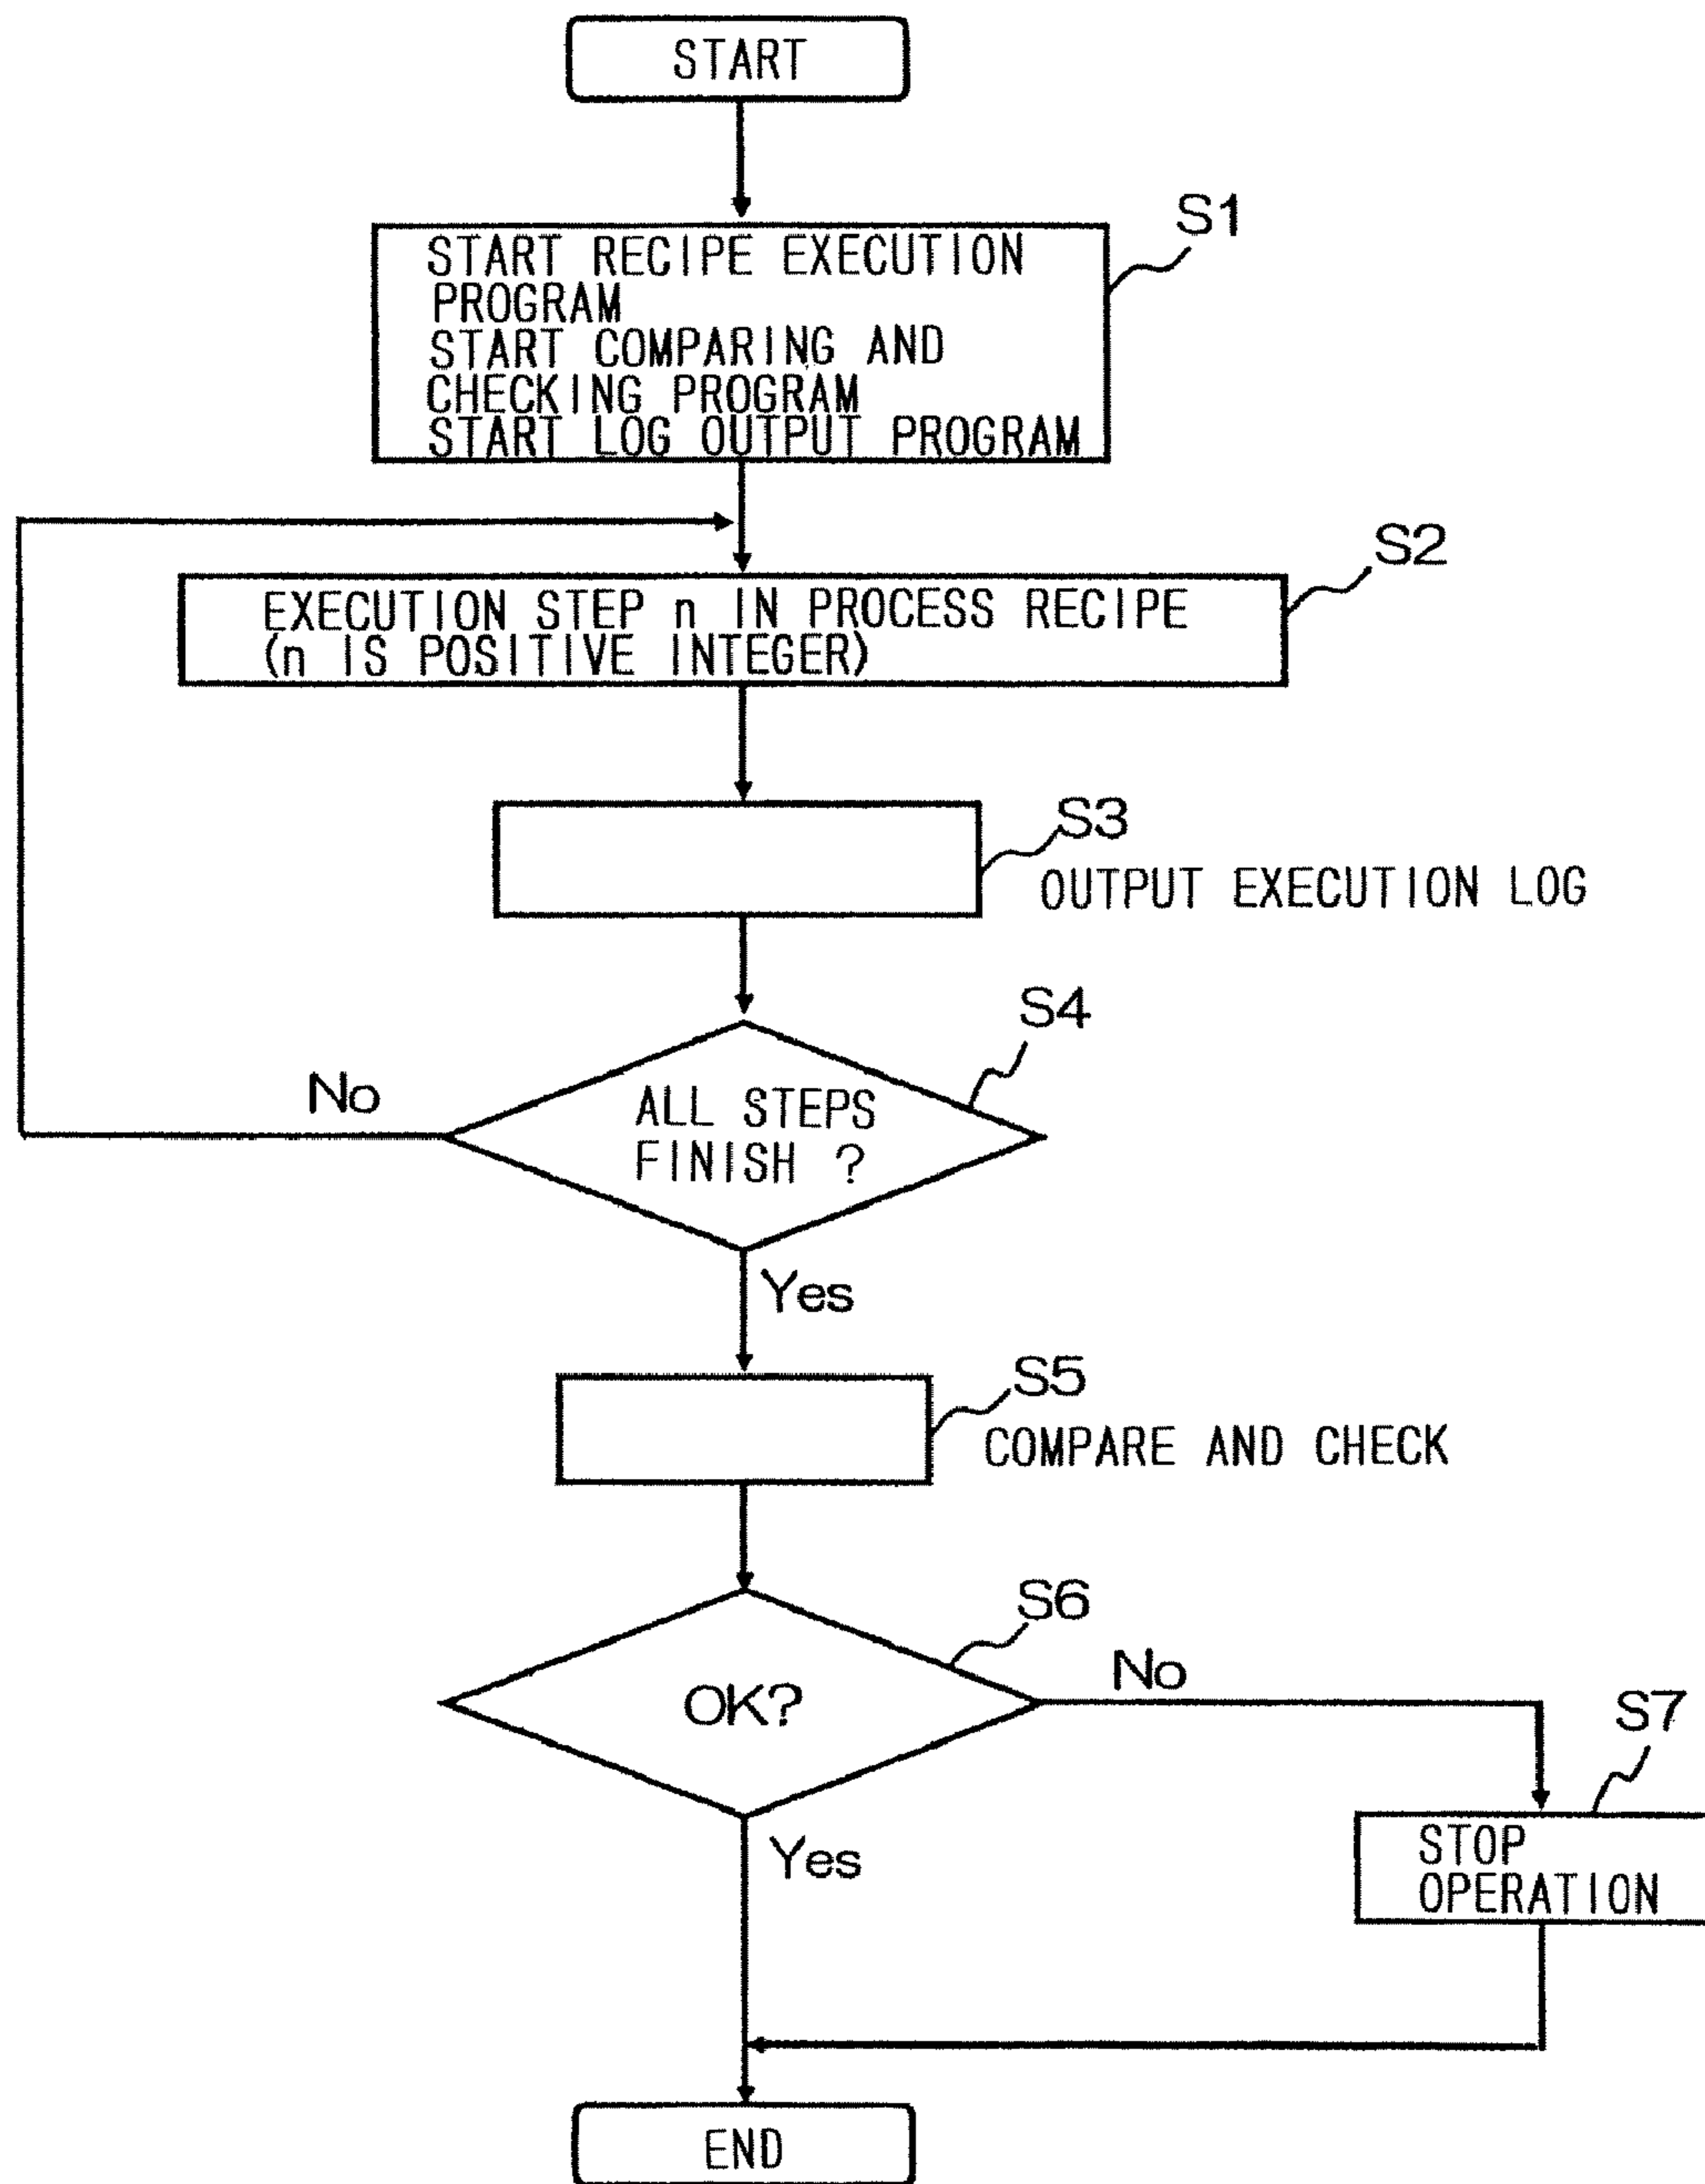 START
S1
START RECIPE EXECUTION
PROGRAM
START COMPARING AND
CHECKING PROGRAM
START LOG OUTPUT PROGRAM
S2
EXECUTION STEP n IN PROCESS RECIPE
(n IS POSITIVE INTEGER)
S3
OUTPUT EXECUTION LOG
S4
No
ALL STEPS
FINISH ?
Yes
S5
COMPARE AND CHECK
S6
No
OK?
S7
Yes
STOP
OPERATION
END